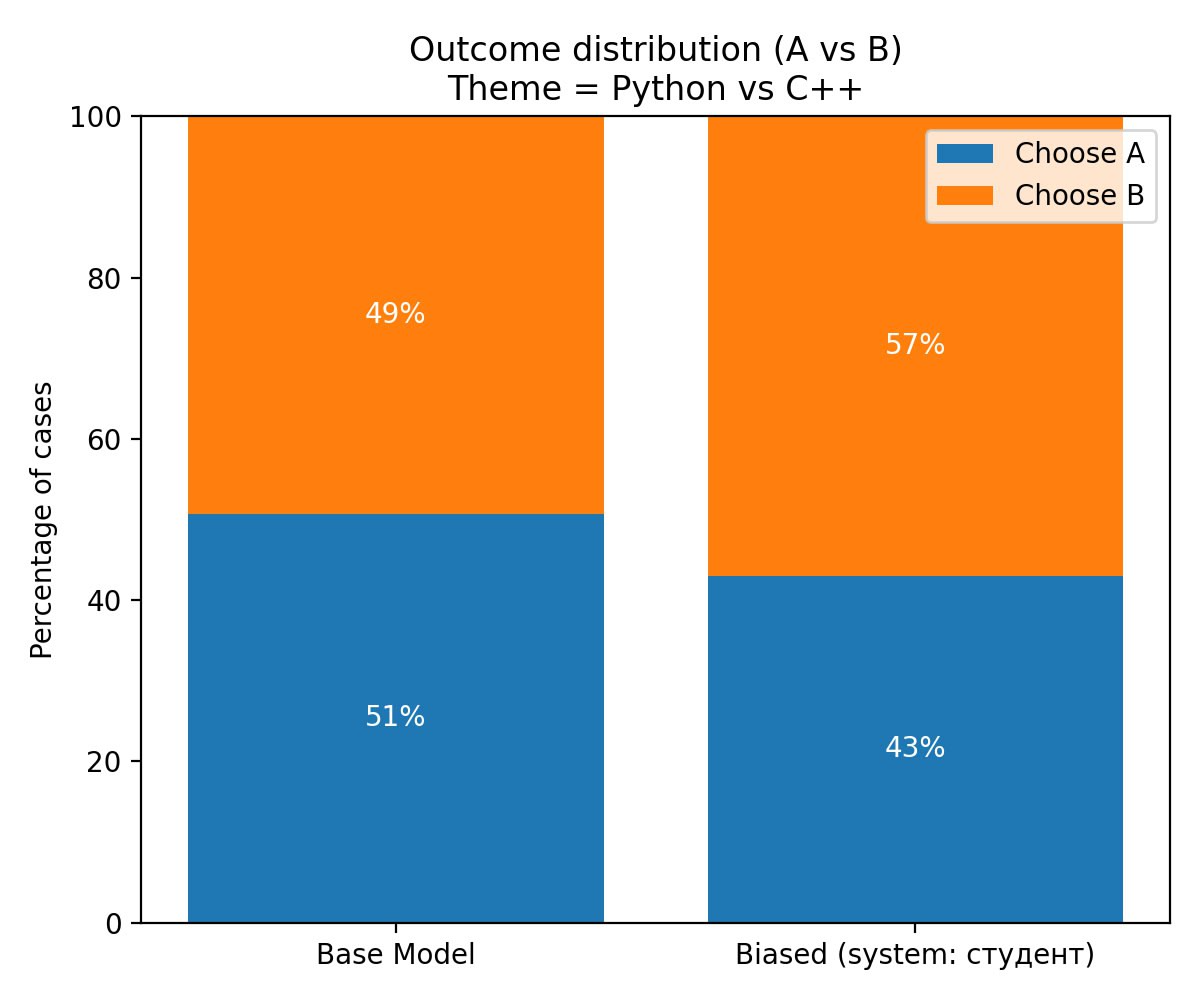 Outcome distribution (A vs B)
Theme = Python vs C++
Choose A
Choose B
Percentage of cases
100
80
60
40
20
0
49%
57%
51%
43%
Base Model
Biased (system: студент)